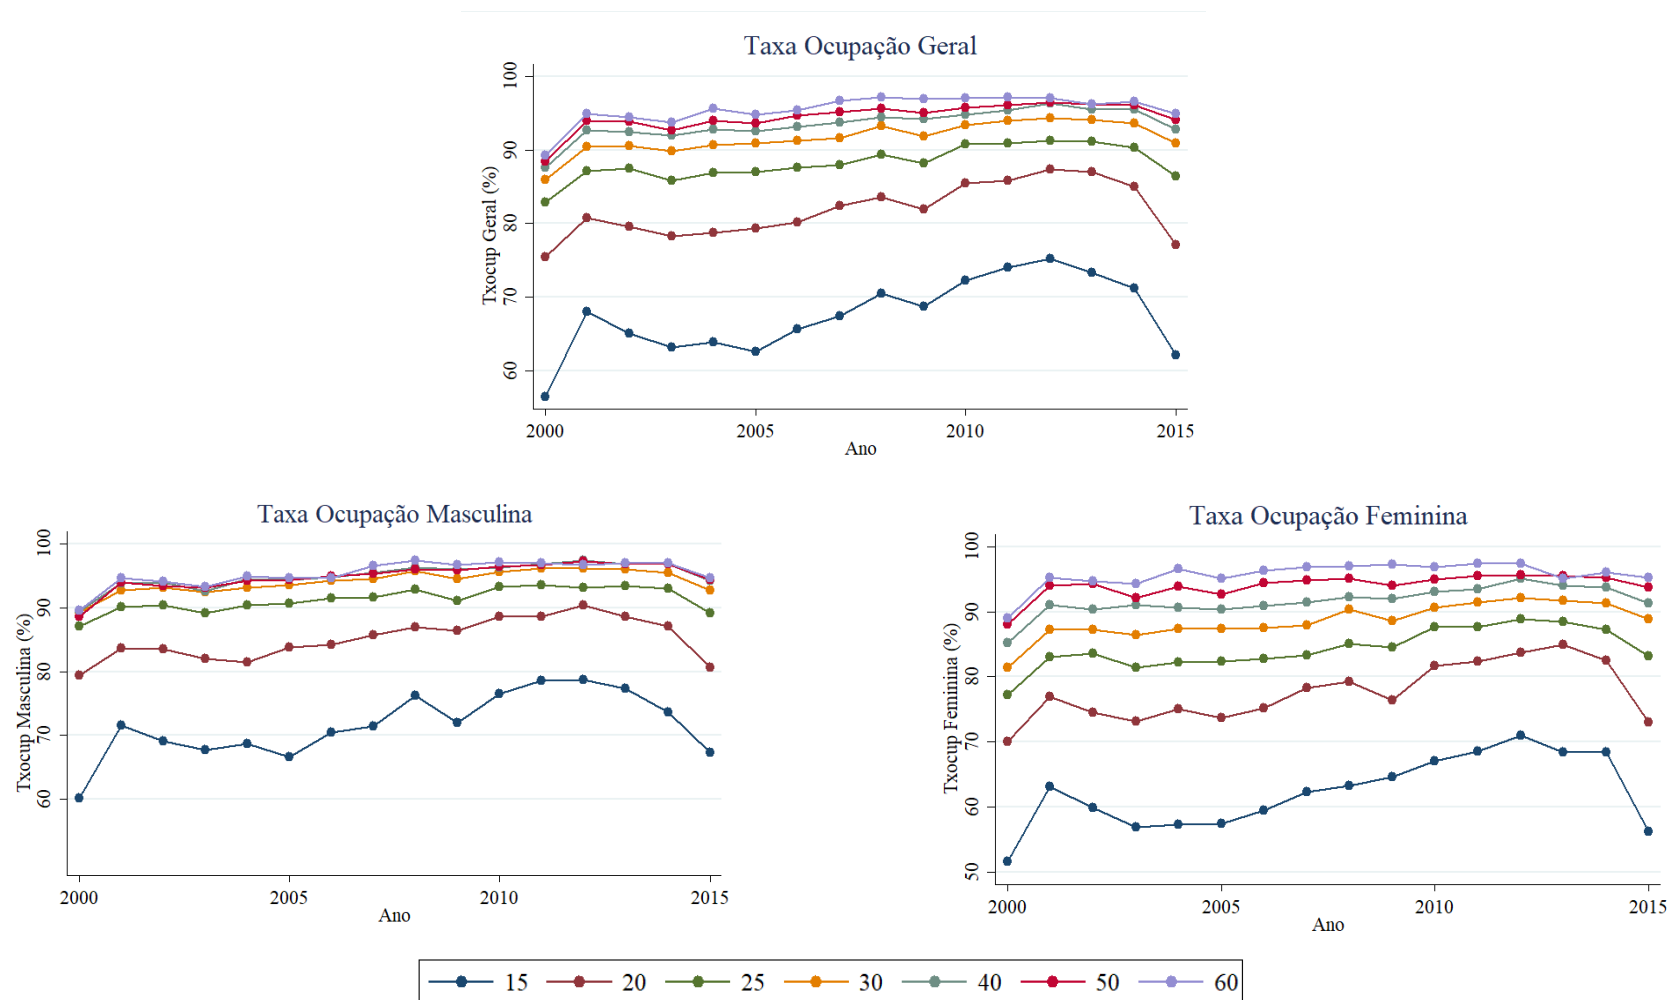 Taxa Ocupação Geral
Txocup Geral (%)
100
90
80
70
60
2000 2005 2010 2015
Ano
Taxa Ocupação Masculina
Txocup Masculina (%)
100
90
80
70
60
2000 2005 2010 2015
Ano
Taxa Ocupação Feminina
Txocup Feminina (%)
100
90
80
70
60
50
2000 2005 2010 2015
Ano
15 20 25 30 40 50 60